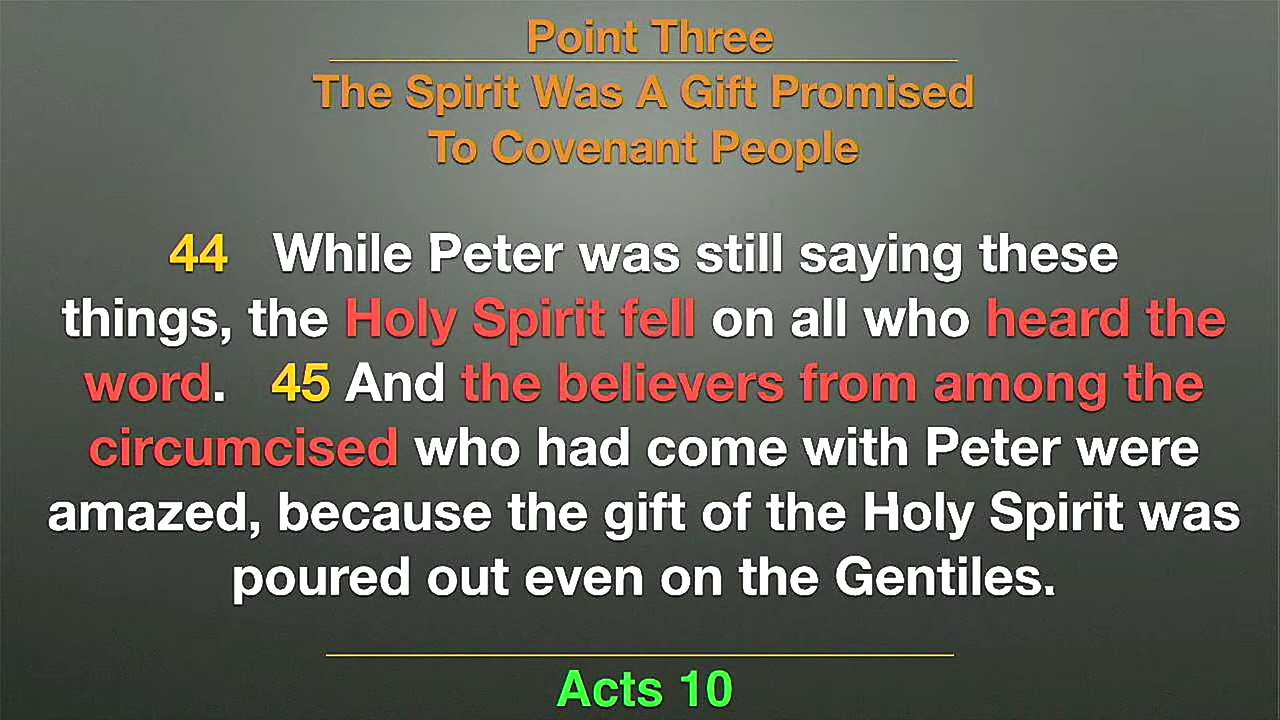 Point Three
The Spirit Was A Gift Promised
To Covenant People
44 While Peter was still saying these
things, the Holy Spirit fell on all who heard the
word. 45 And the believers from among the
circumcised who had come with Peter were
amazed, because the gift of the Holy Spirit was
poured out even on the Gentiles.
Acts 10